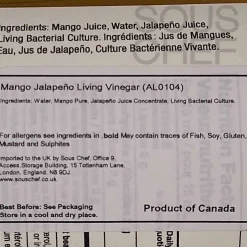 SOUS
CHEF
Ingredients: Mango Juice, Water, Jalapeño Juice,
Living Bacterial Culture. Ingrédients: Jus de Mangues,
Eau, Jus de Jalapeño, Culture Bactérienne Vivante.
Mango Jalapeño Living Vinegar (AL0104)
Ingredients: Water, Mango Pure, Jalapeño Juice Concentrate, Living Bacterial Culture.
For allergens see ingredients in .bold May contain traces of Fish, Soy, Gluten,
Mustard and Sulphites
Imported to the UK by Sous Chef, Office 9,
Access Storage Building, 15 Tottenham Lane,
London, England, N8 9DJ
www.souschef.co.uk
Best Before: See Packaging
Store in a cool and dry place.
Product of Canada